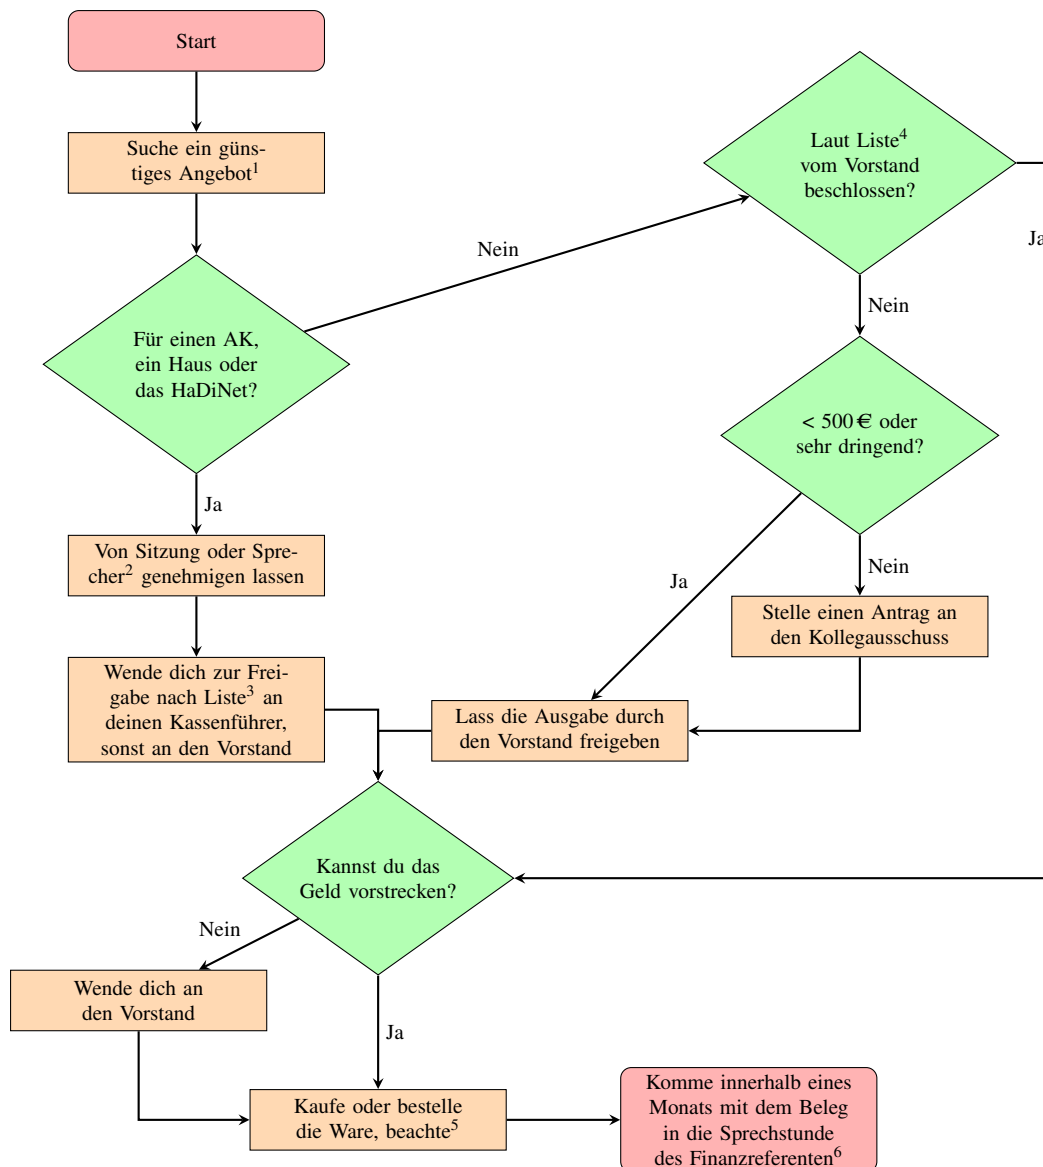 Start
Suche ein güns-
tiges Angebot¹
Für einen AK,
ein Haus oder
das HaDiNet?
Nein
Laut Liste⁴
vom Vorstand
beschlossen?
Ja
Nein
< 500 € oder
sehr dringend?
Ja
Nein
Stelle einen Antrag an
den Kollegausschuss
Ja
Von Sitzung oder Spre-
cher² genehmigen lassen
Wende dich zur Frei-
gabe nach Liste³ an
deinen Kassenführer,
sonst an den Vorstand
Lass die Ausgabe durch
den Vorstand freigeben
Kannst du das
Geld vorstrecken?
Nein
Wende dich an
den Vorstand
Ja
Kaufe oder bestelle
die Ware, beachte⁵
Komme innerhalb eines
Monats mit dem Beleg
in die Sprechstunde
des Finanzreferenten⁶